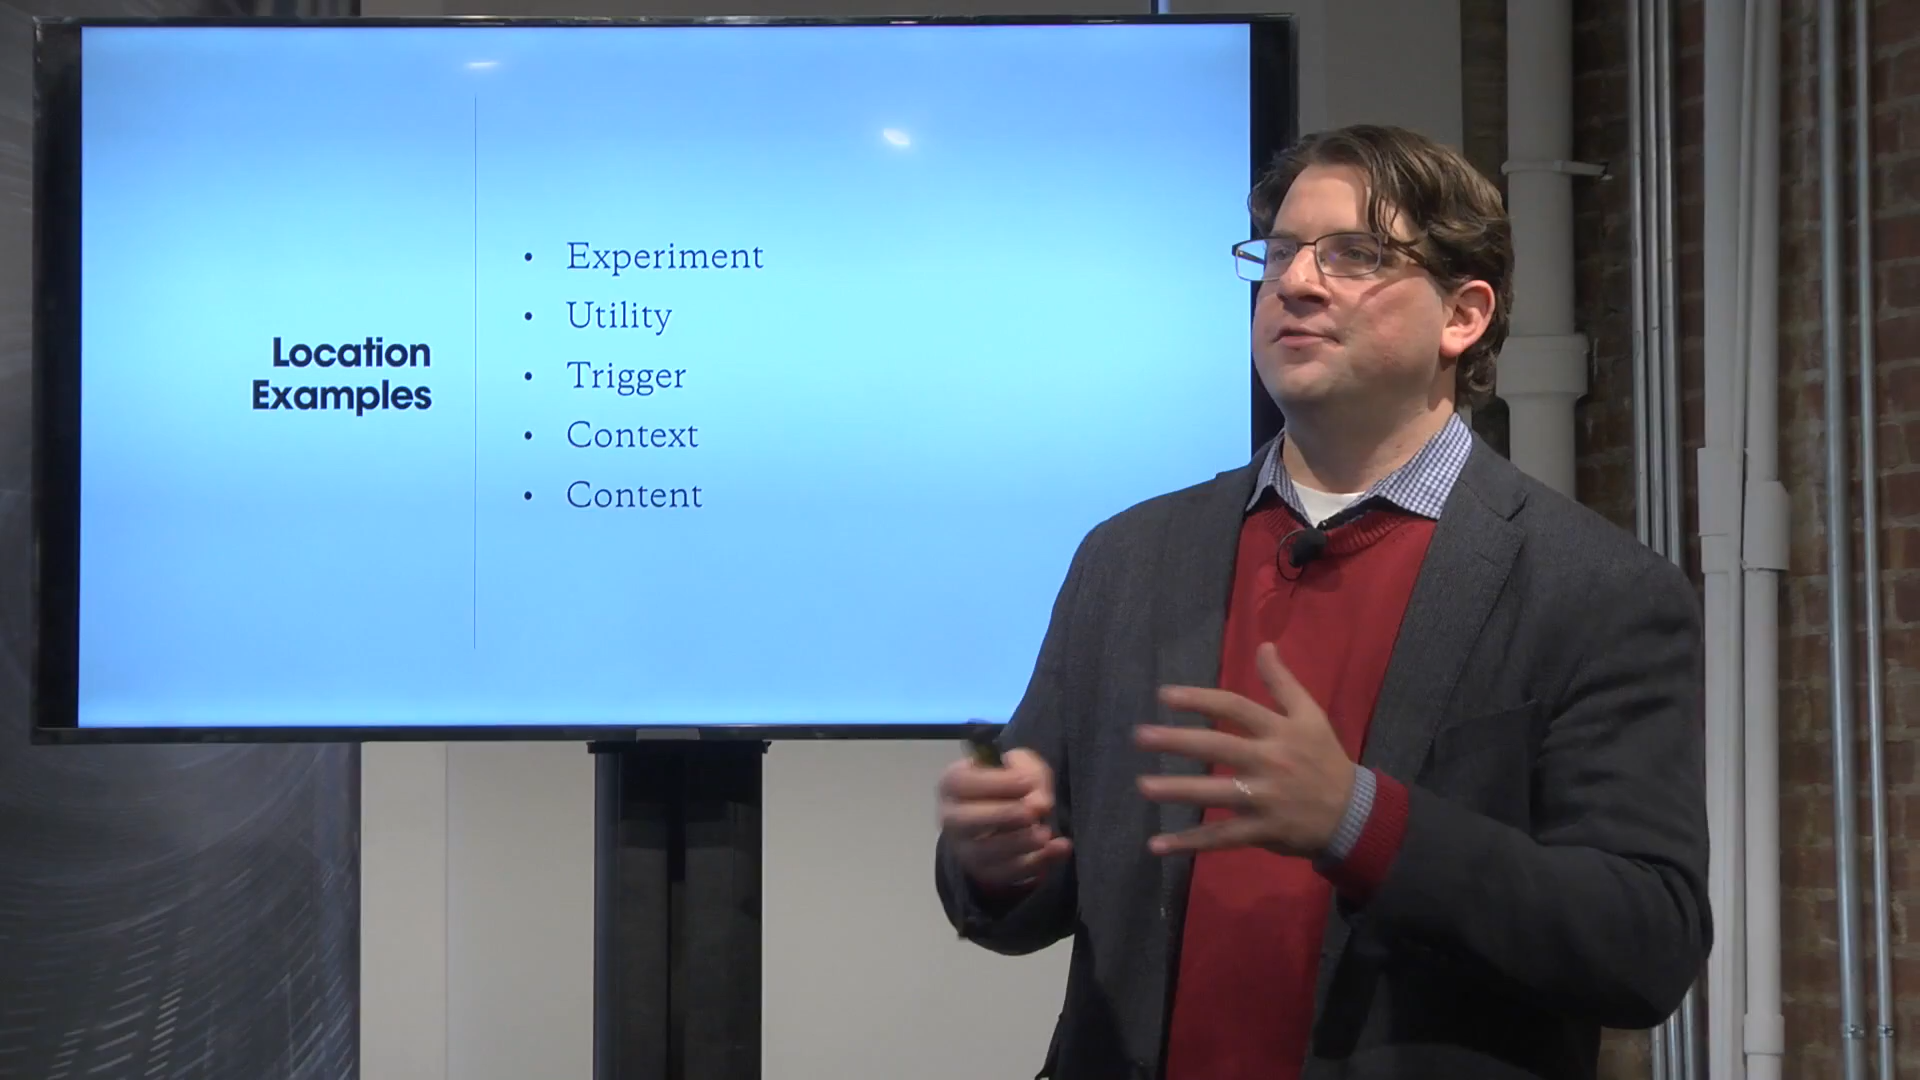 Location
Examples
• Experiment
• Utility
• Trigger
• Context
• Content